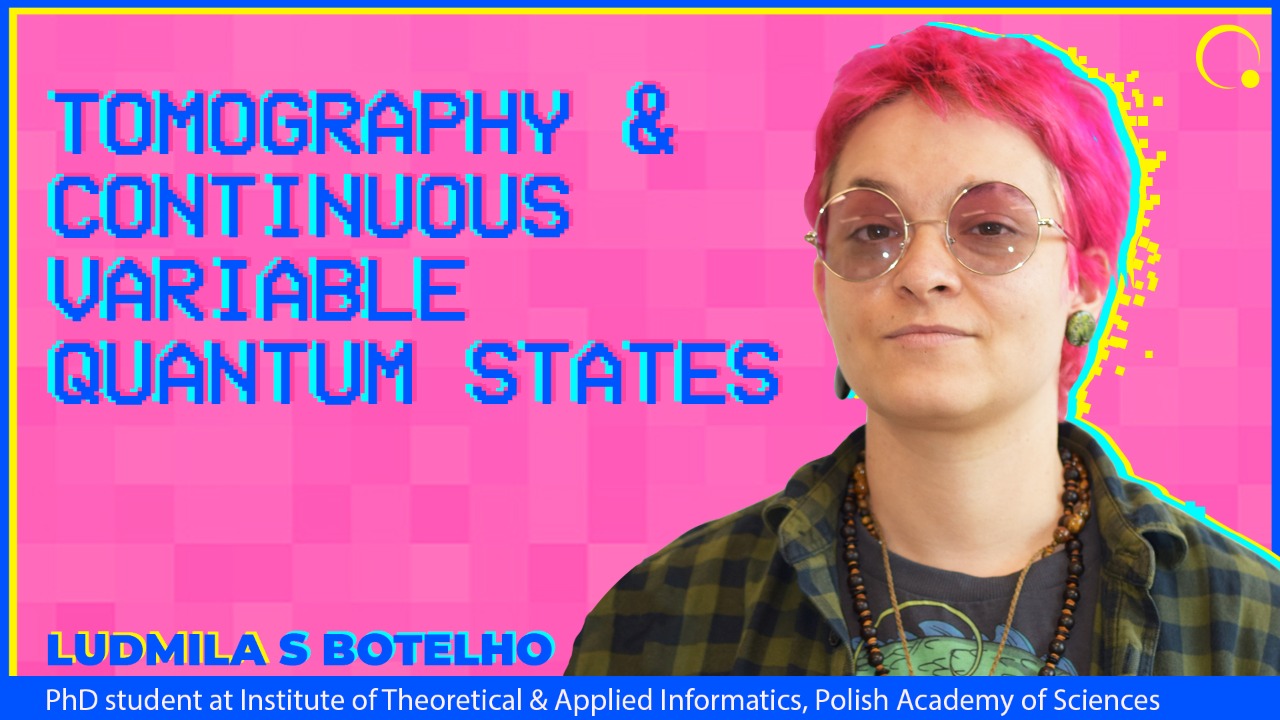 TOMOGRAPHY &
CONTINUOUS
VARIABLE
QUANTUM STATES
LUDMILA S BOTELHO
PhD student at Institute of Theoretical & Applied Informatics, Polish Academy of Sciences